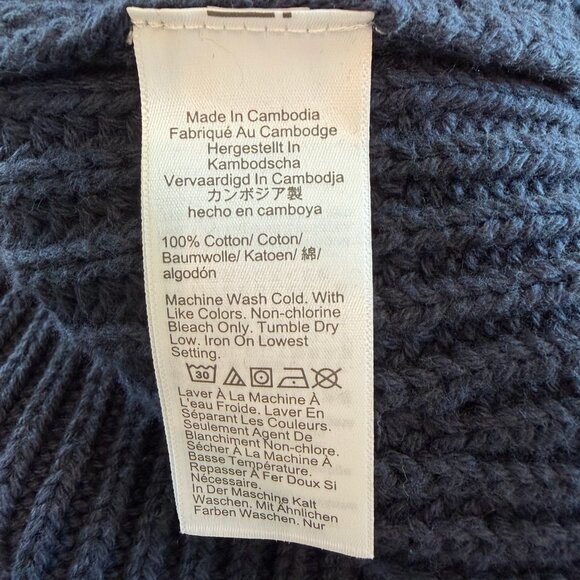 Made In Cambodia
Fabriqué Au Cambodge
Hergestellt In
Kambodscha
Vervaardigd In Cambodja
カンボジア製
hecho en camboya
100% Cotton/ Coton/
Baumwolle/ Katoen/ 綿/
algodón
Machine Wash Cold. With
Like Colors. Non-chlorine
Bleach Only. Tumble Dry
Low. Iron On Lowest
Setting.
30
Laver À La Machine À
L'eau Froide. Laver En
Séparant Les Couleurs.
Seulement Agent De
Blanchiment Non Chloré.
Sécher À La Machine À
Basse Température.
Repasser À Fer Doux Si
Nécessaire.
In Der Maschine Kalt
Waschen. Mit Ähnlichen
Farben Waschen. Nur